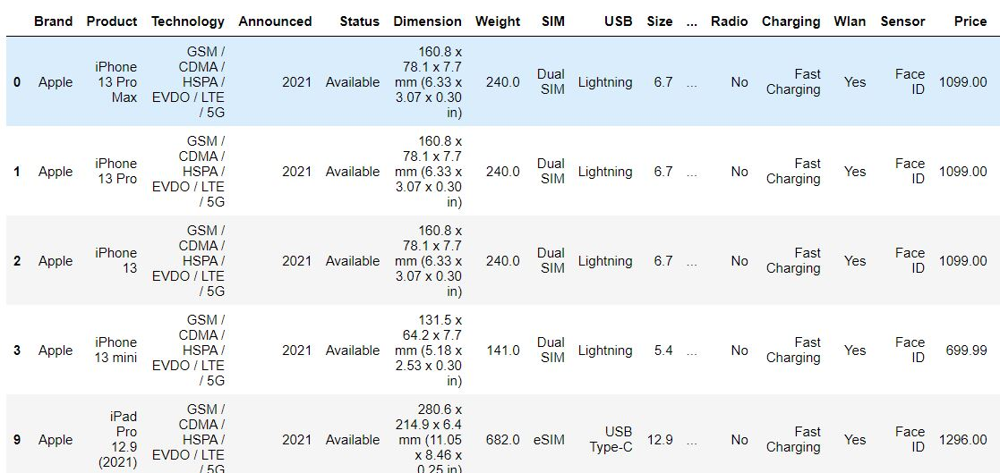 Brand Product Technology Announced Status Dimension Weight SIM USB Size ... Radio Charging Wlan Sensor Price
0 Apple iPhone 13 Pro Max GSM / CDMA / HSPA / EVDO / LTE / 5G 2021 Available 160.8 x 78.1 x 7.7 mm (6.33 x 3.07 x 0.30 in) 240.0 Dual SIM Lightning 6.7 ... No Fast Charging Yes Face ID 1099.00
1 Apple iPhone 13 Pro GSM / CDMA / HSPA / EVDO / LTE / 5G 2021 Available 160.8 x 78.1 x 7.7 mm (6.33 x 3.07 x 0.30 in) 240.0 Dual SIM Lightning 6.7 ... No Fast Charging Yes Face ID 1099.00
2 Apple iPhone 13 GSM / CDMA / HSPA / EVDO / LTE / 5G 2021 Available 160.8 x 78.1 x 7.7 mm (6.33 x 3.07 x 0.30 in) 240.0 Dual SIM Lightning 6.7 ... No Fast Charging Yes Face ID 1099.00
3 Apple iPhone 13 mini GSM / CDMA / HSPA / EVDO / LTE / 5G 2021 Available 131.5 x 64.2 x 7.7 mm (5.18 x 2.53 x 0.30 in) 141.0 Dual SIM Lightning 5.4 ... No Fast Charging Yes Face ID 699.99
9 Apple iPad Pro 12.9 (2021) GSM / CDMA / HSPA / EVDO / LTE / 5G 2021 Available 280.6 x 214.9 x 6.4 mm (11.05 x 8.46 x 0.25 in) 682.0 eSIM USB Type-C 12.9 ... No Fast Charging Yes Face ID 1296.00